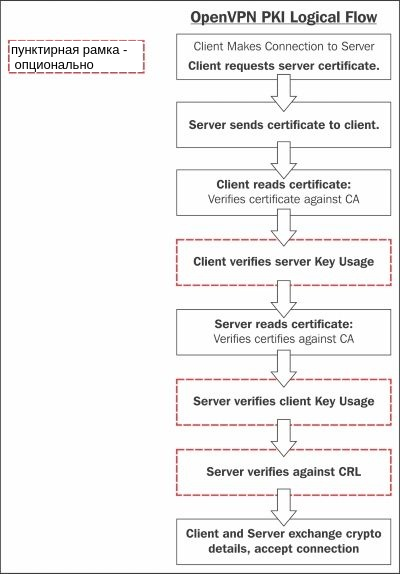 OpenVPN PKI Logical Flow
пунктирная рамка -
опционально
Client Makes Connection to Server
Client requests server certificate.
Server sends certificate to client.
Client reads certificate:
Verifies certificate against CA
Client verifies server Key Usage
Server reads certificate:
Verifies certifies against CA
Server verifies client Key Usage
Server verifies against CRL
Client and Server exchange crypto
details, accept connection